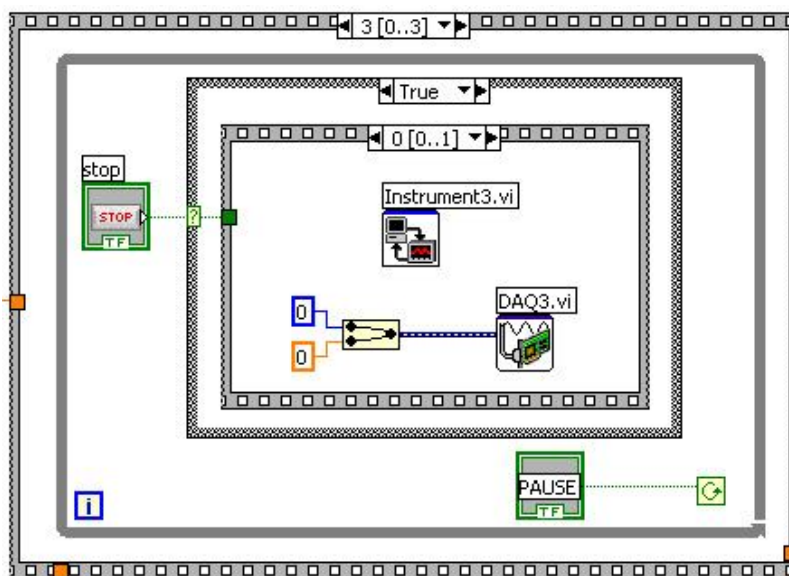 3 [0..3]
True
0 [0..1]
stop
STOP
TF
?
Instrument3.vi
DAQ3.vi
0
0
PAUSE
TF
i